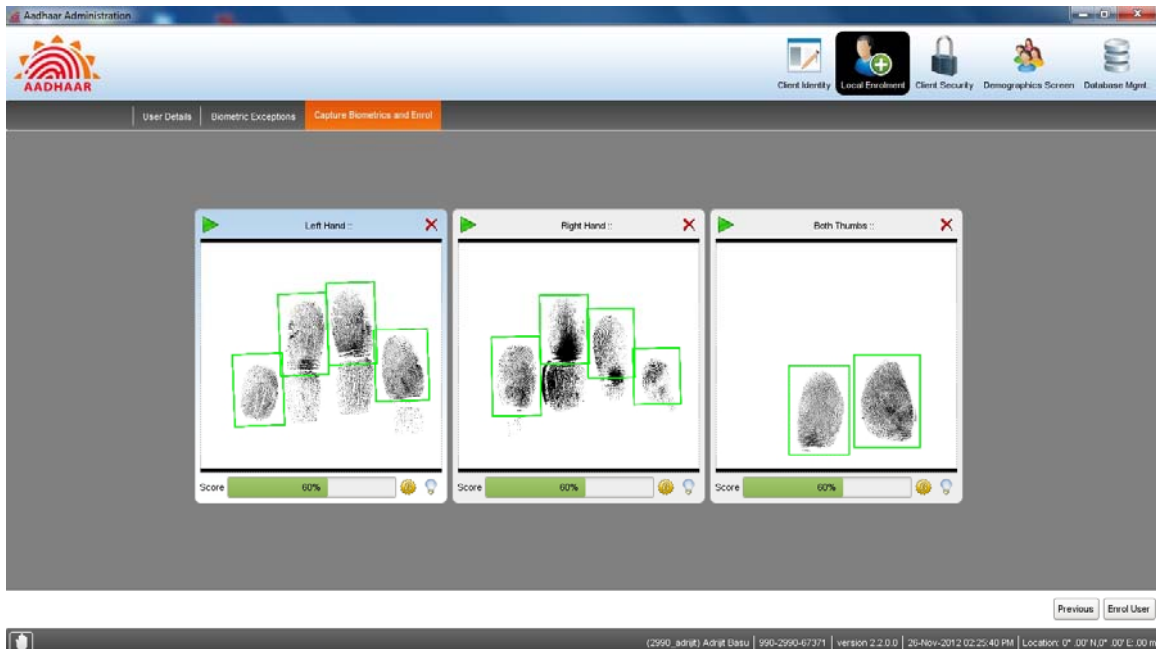 Aadhaar Administration
AADHAAR
Client Identity Local Enrolment Client Security Demographics Screen Database Mgmt.
User Details Biometric Exceptions Capture Biometrics and Enrol
Left Hand :: Right Hand :: Both Thumbs ::
Score 60% Score 60% Score 60%
Previous Enrol User
(2990_adrijt) Adrijt Basu 990-2990-67371 version 2.2.0.0 26-Nov-2012 02:25:40 PM Location: 0° .00' N,0° .00' E: .00 m